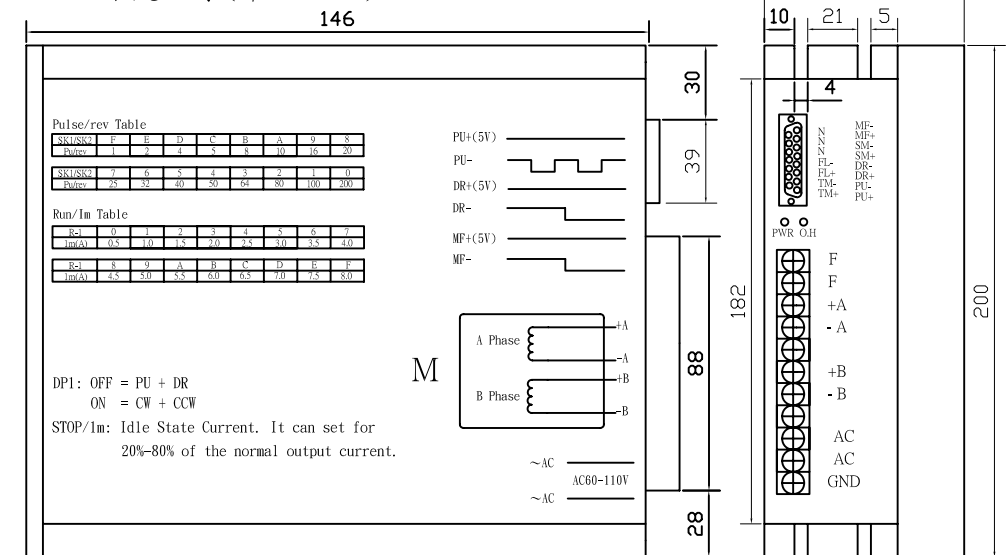 146
10
21
5
30
4
39
Pulse/rev Table
SK1/SK2 F E D C B A 9 8
Pu/rev 1 2 4 5 8 10 16 20
SK1/SK2 7 6 5 4 3 2 1 0
Pu/rev 25 32 40 50 64 80 100 200
Run/Im Table
R-1 0 1 2 3 4 5 6 7
1m(A) 0.5 1.0 1.5 2.0 2.5 3.0 3.5 4.0
R-1 8 9 A B C D E F
1m(A) 4.5 5.0 5.5 6.0 6.5 7.0 7.5 8.0
PU+(5V)
PU-
DR+(5V)
DR-
MF+(5V)
MF-
M
A Phase
B Phase
+A
-A
+B
-B
DP1: OFF = PU + DR
ON = CW + CCW
STOP/1m: Idle State Current. It can set for
20%-80% of the normal output current.
~AC
AC60-110V
~AC
88
28
182
200
N
N
N
FL-
FL+
TM-
TM+
MF-
MF+
SM-
SM+
DR-
DR+
PU-
PU+
PWR O.H
F
F
+A
- A
+B
- B
AC
AC
GND